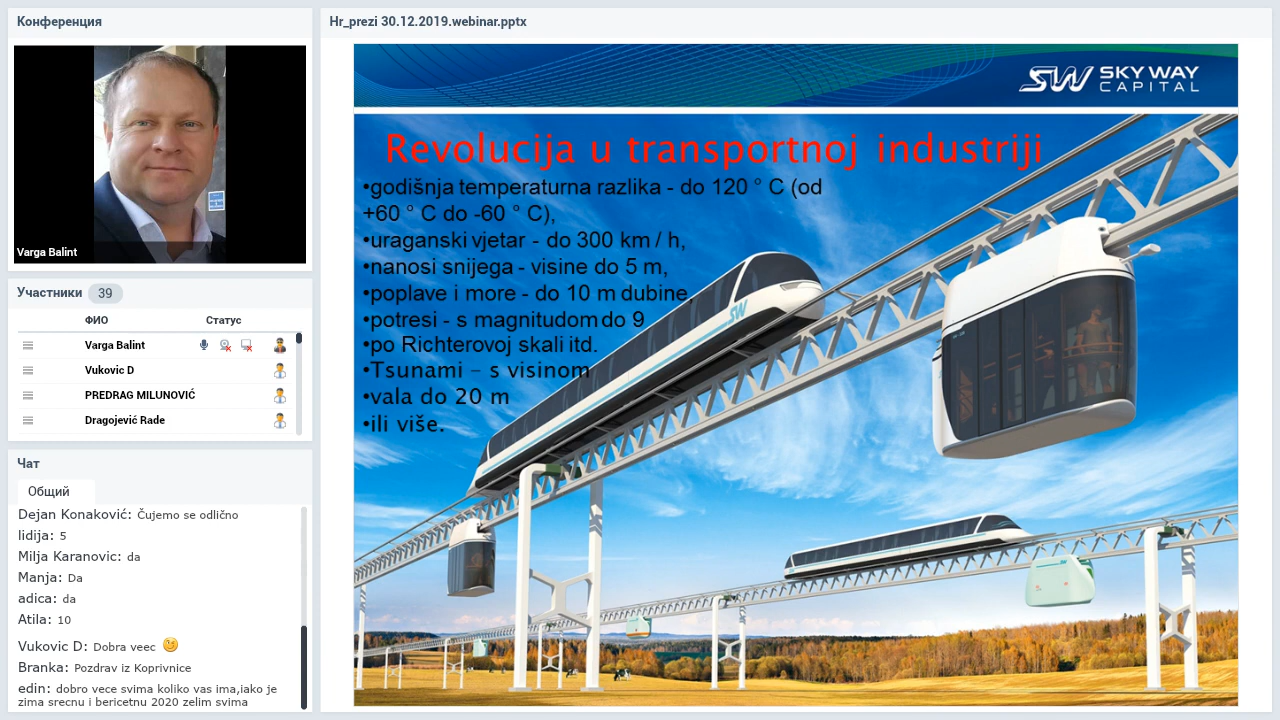 Конференция
Varga Balint
Участники 39
ФИО Статус
Varga Balint
Vukovic D
PREDRAG MILUNOVIĆ
Dragojević Rade
Чат
Общий
Dejan Konaković: Čujemo se odlično
lidija: 5
Milja Karanovic: da
Manja: Da
adica: da
Atila: 10
Vukovic D: Dobra veec 😉
Branka: Pozdrav iz Koprivnice
edin: dobro vece svima koliko vas ima,iako je
zima srecnu i bericetnu 2020 zelim svima
Hr_prezi 30.12.2019.webinar.pptx
SW SKY WAY
CAPITAL
Revolucija u transportnoj industriji
•godišnja temperaturna razlika - do 120 ° C (od
+60 ° C do -60 ° C),
•uraganski vjetar - do 300 km / h,
•nanosi snijega - visine do 5 m,
•poplave i more - do 10 m dubine,
•potresi - s magnitudom do 9
•po Richterovoj skali itd.
•Tsunami – s visinom
•vala do 20 m
•ili više.
SW